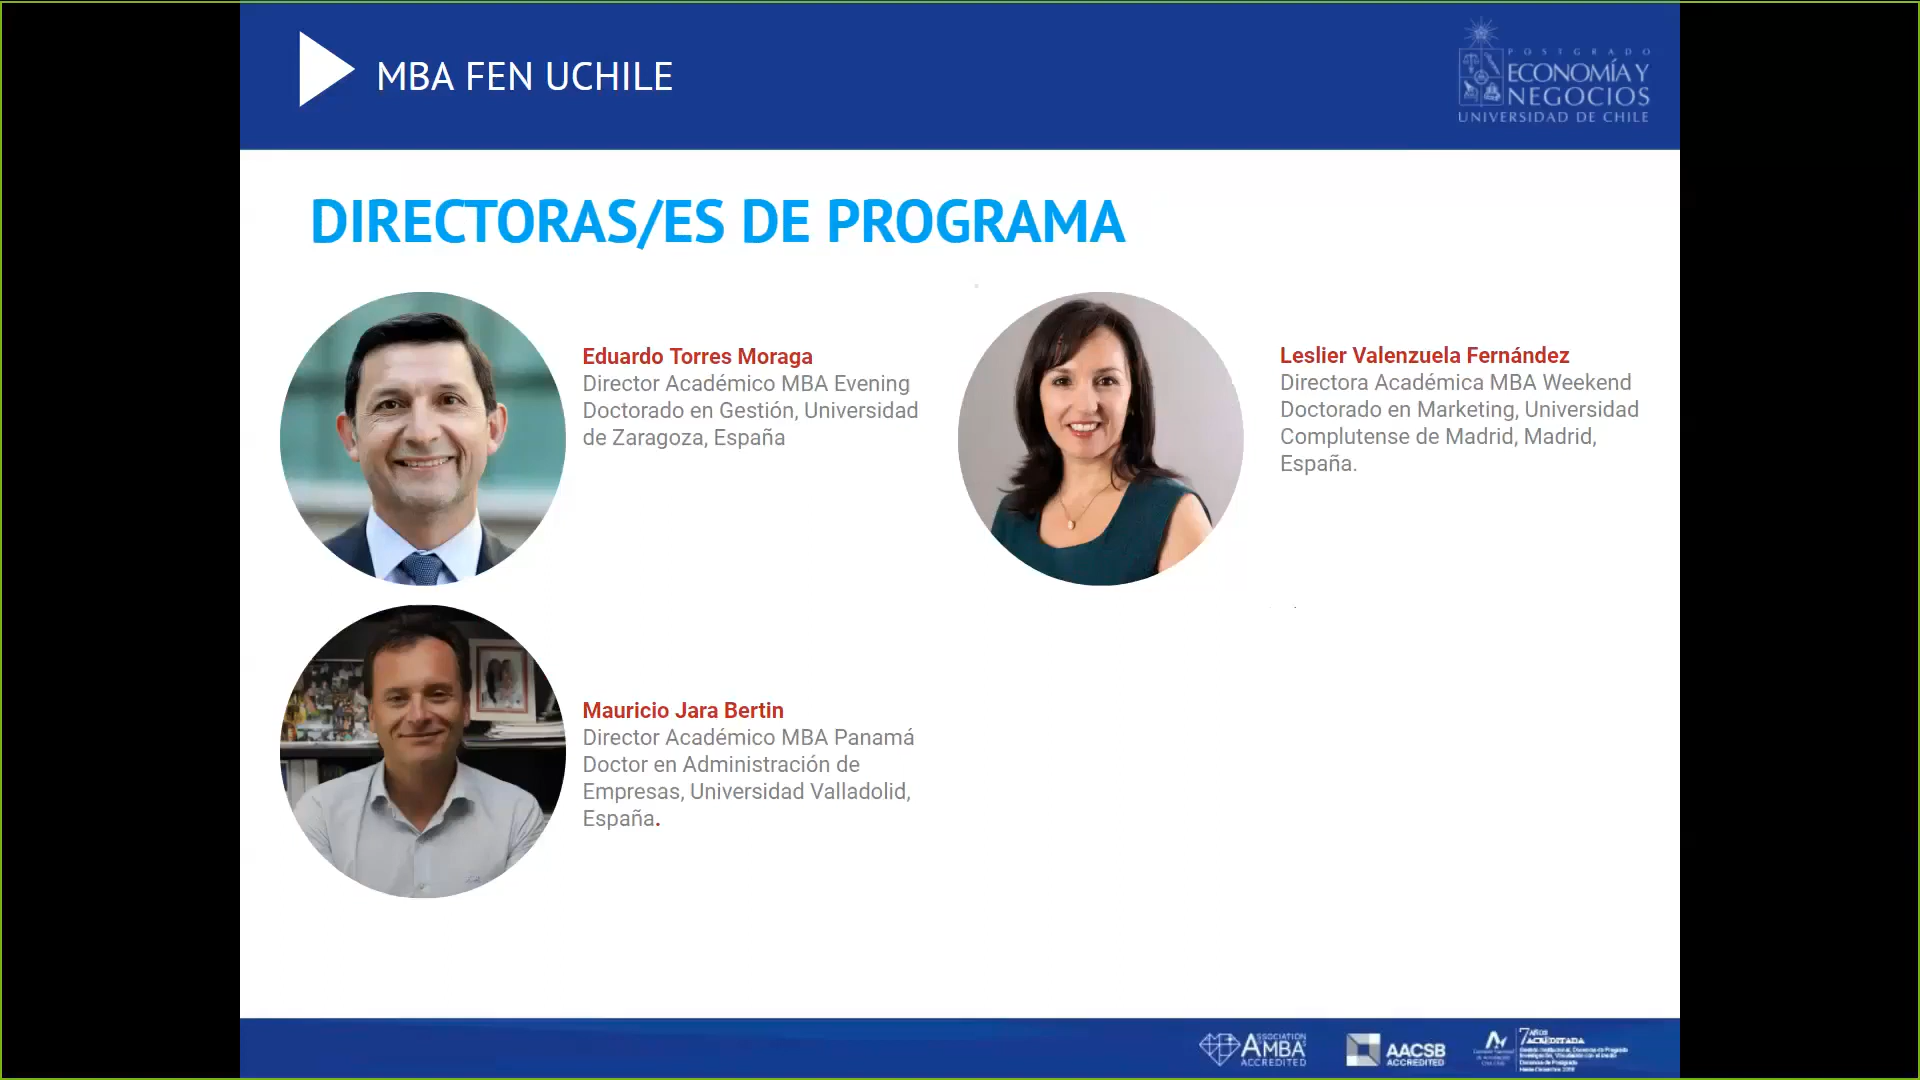 MBA FEN UCHILE
POSTGRADO
ECONOMÍA Y
NEGOCIOS
UNIVERSIDAD DE CHILE
DIRECTORAS/ES DE PROGRAMA
Eduardo Torres Moraga
Director Académico MBA Evening
Doctorado en Gestión, Universidad
de Zaragoza, España
Leslier Valenzuela Fernández
Directora Académica MBA Weekend
Doctorado en Marketing, Universidad
Complutense de Madrid, Madrid,
España.
Mauricio Jara Bertin
Director Académico MBA Panamá
Doctor en Administración de
Empresas, Universidad Valladolid,
España.
ASSOCIATION
AMBA
ACCREDITED
AACSB
ACCREDITED
7 AÑOS
ACREDITADA